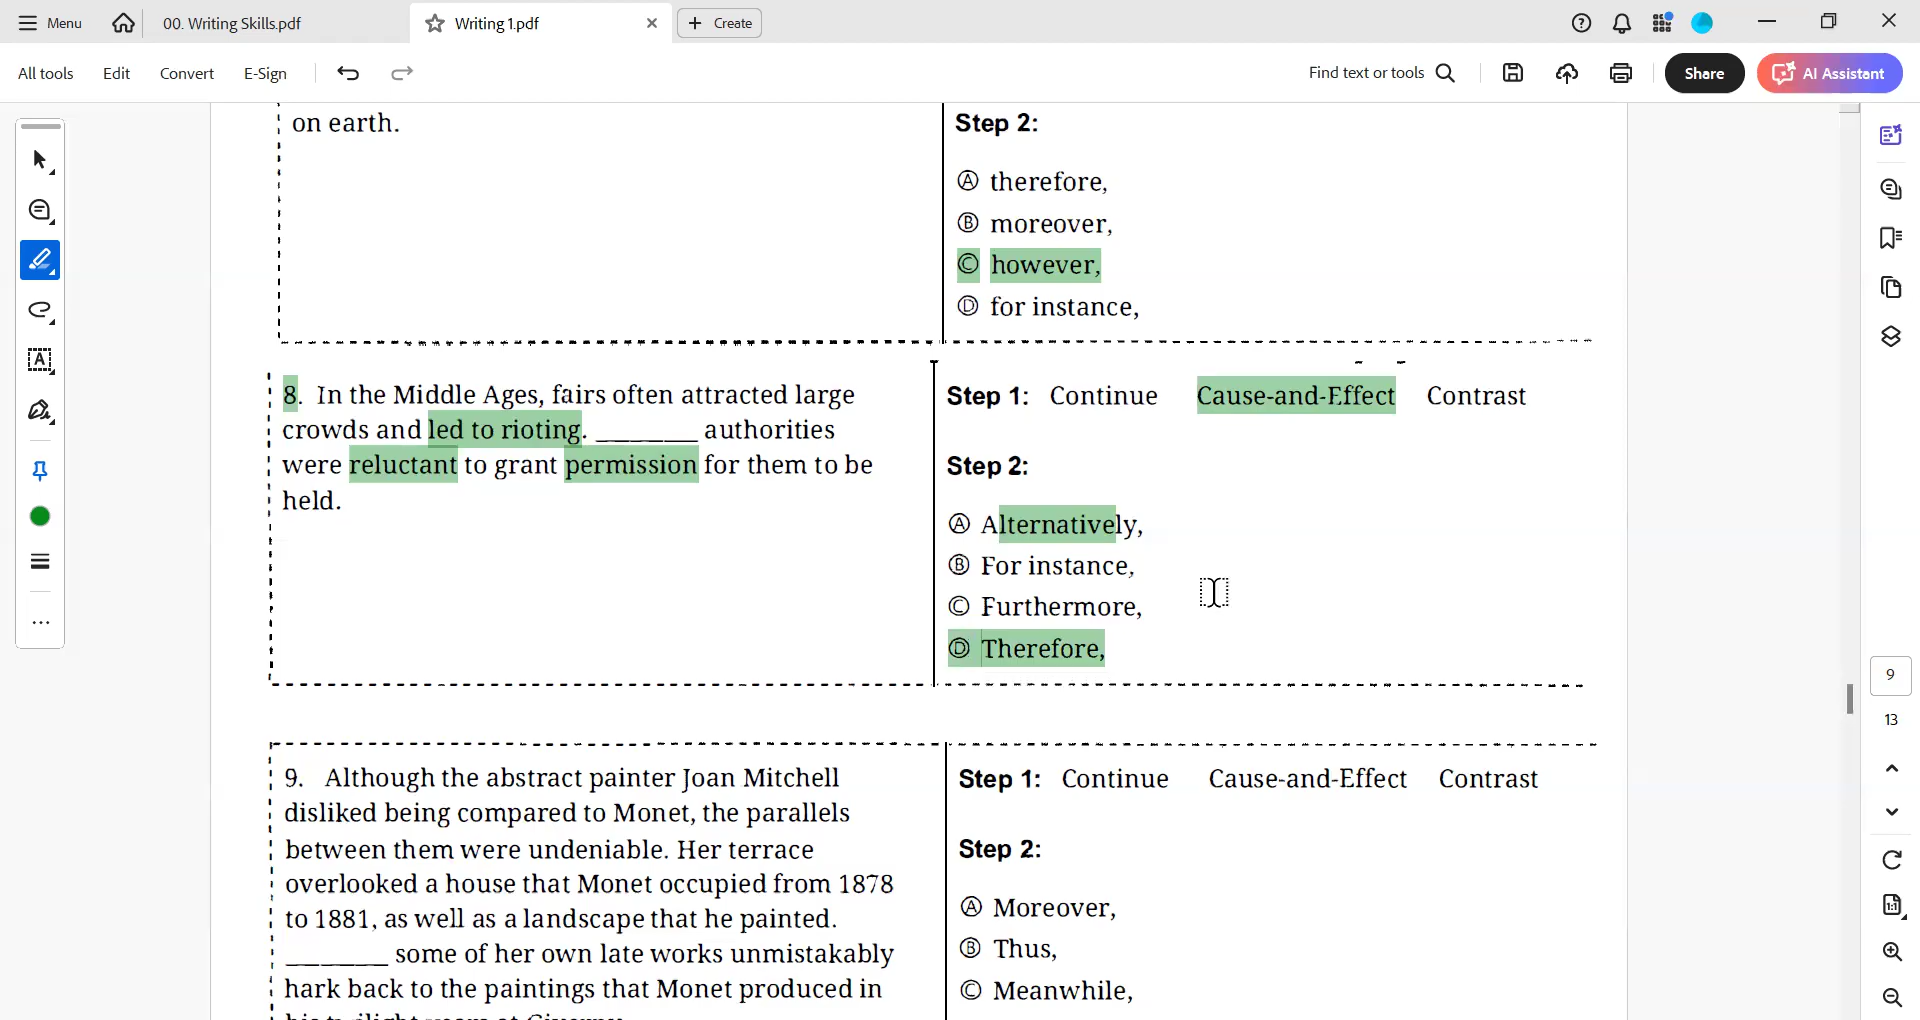 Menu
00. Writing Skills.pdf
Writing 1.pdf
Create
All tools
Edit
Convert
E-Sign
Find text or tools
Share
AI Assistant
on earth.
Step 2:
Ⓐ therefore,
Ⓑ moreover,
Ⓒ however,
Ⓓ for instance,
8. In the Middle Ages, fairs often attracted large
crowds and led to rioting. ________ authorities
were reluctant to grant permission for them to be
held.
Step 1: Continue Cause-and-Effect Contrast
Step 2:
Ⓐ Alternatively,
Ⓑ For instance,
Ⓒ Furthermore,
Ⓓ Therefore,
9. Although the abstract painter Joan Mitchell
disliked being compared to Monet, the parallels
between them were undeniable. Her terrace
overlooked a house that Monet occupied from 1878
to 1881, as well as a landscape that he painted.
________ some of her own late works unmistakably
hark back to the paintings that Monet produced in
Step 1: Continue Cause-and-Effect Contrast
Step 2:
Ⓐ Moreover,
Ⓑ Thus,
Ⓒ Meanwhile,
9
13